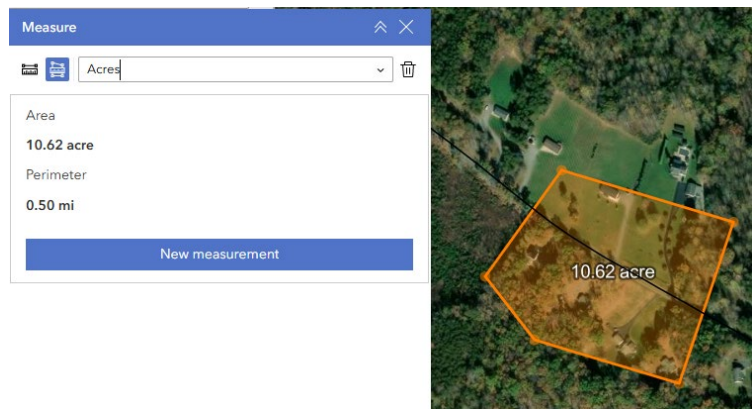 Measure
Acres
Area
10.62 acre
Perimeter
0.50 mi
New measurement
10.62 acre